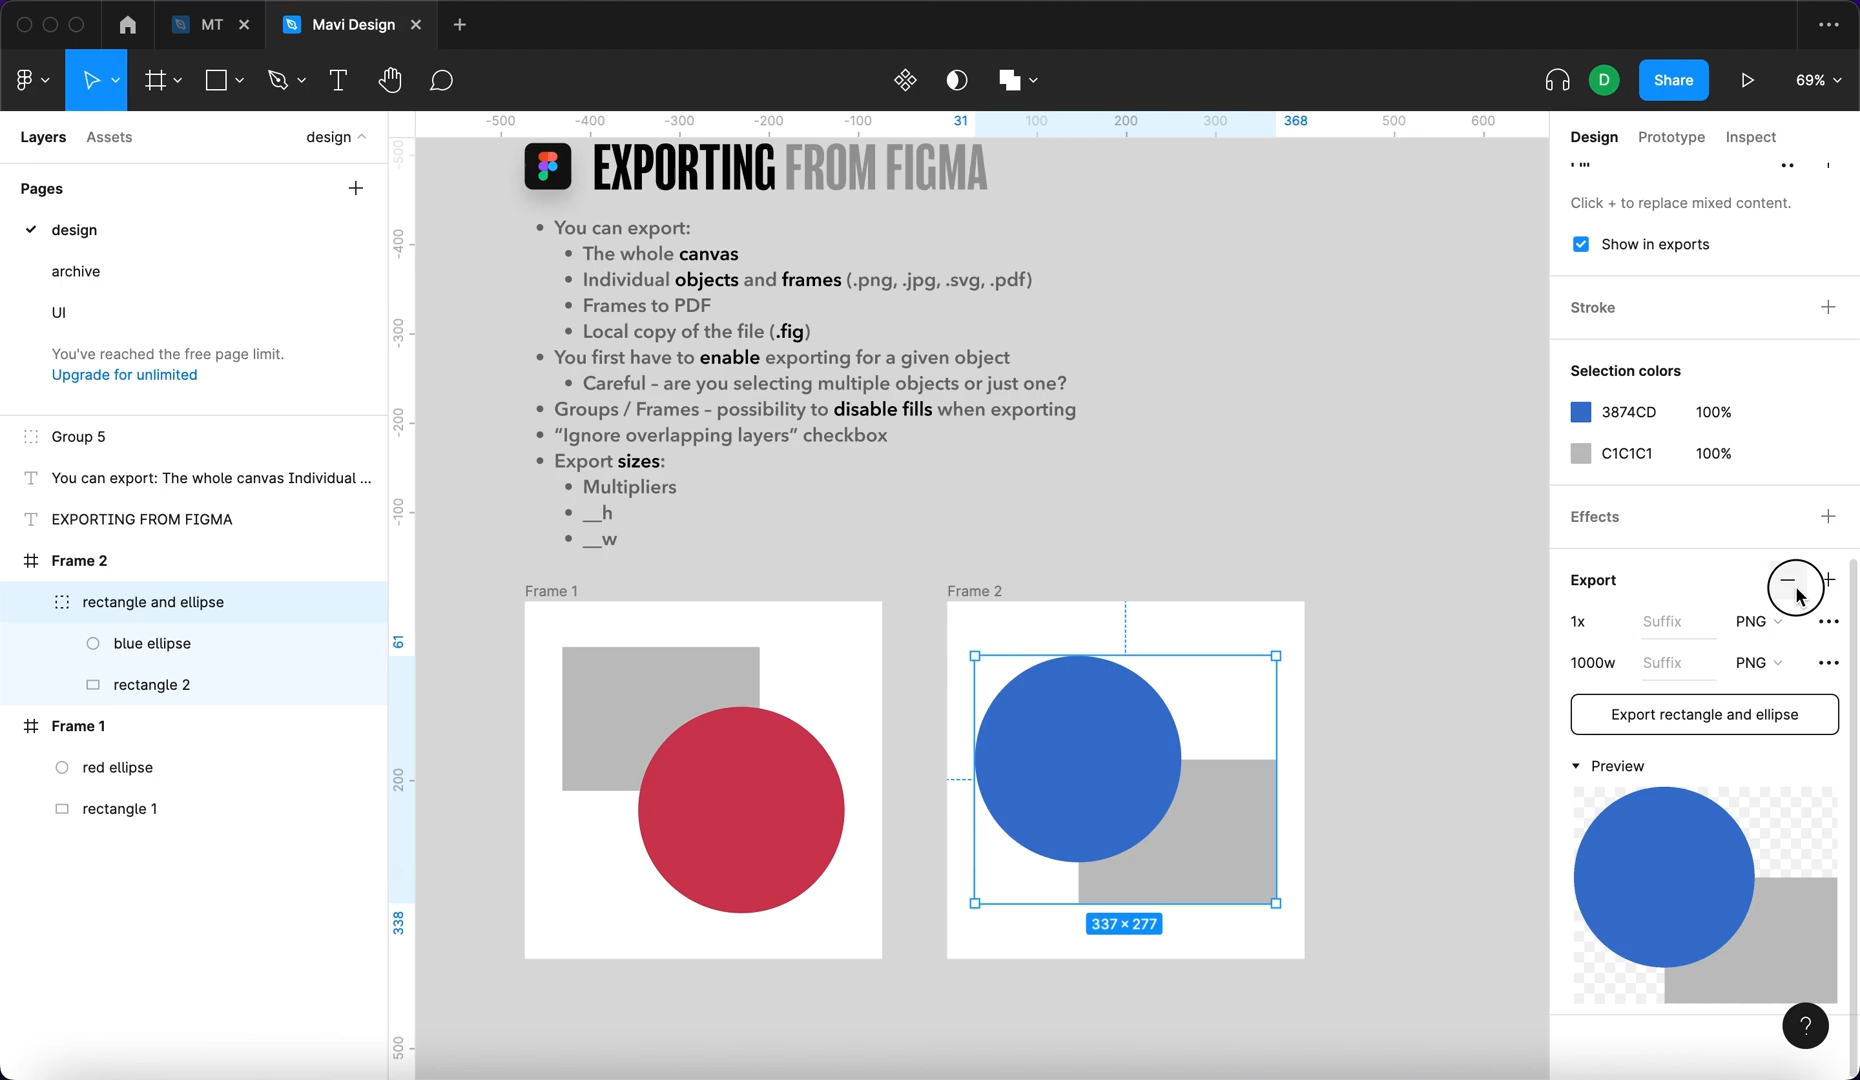 MT
Mavi Design
D
Share
69%
Layers
Assets
design
-500
-400
-300
-200
-100
31
100
200
300
368
500
600
Design
Prototype
Inspect
Pages
design
archive
UI
You've reached the free page limit.
Upgrade for unlimited
Group 5
You can export: The whole canvas Individual ...
EXPORTING FROM FIGMA
Frame 2
rectangle and ellipse
blue ellipse
rectangle 2
Frame 1
red ellipse
rectangle 1
-500
-400
-300
-200
-100
61
200
338
500
EXPORTING FROM FIGMA
• You can export:
• The whole canvas
• Individual objects and frames (.png, .jpg, .svg, .pdf)
• Frames to PDF
• Local copy of the file (.fig)
• You first have to enable exporting for a given object
• Careful – are you selecting multiple objects or just one?
• Groups / Frames – possibility to disable fills when exporting
• “Ignore overlapping layers” checkbox
• Export sizes:
• Multipliers
• __h
• __w
Frame 1
Frame 2
337 × 277
Click + to replace mixed content.
Show in exports
Stroke
Selection colors
3874CD 100%
C1C1C1 100%
Effects
Export
1x Suffix PNG
1000w Suffix PNG
Export rectangle and ellipse
Preview
?